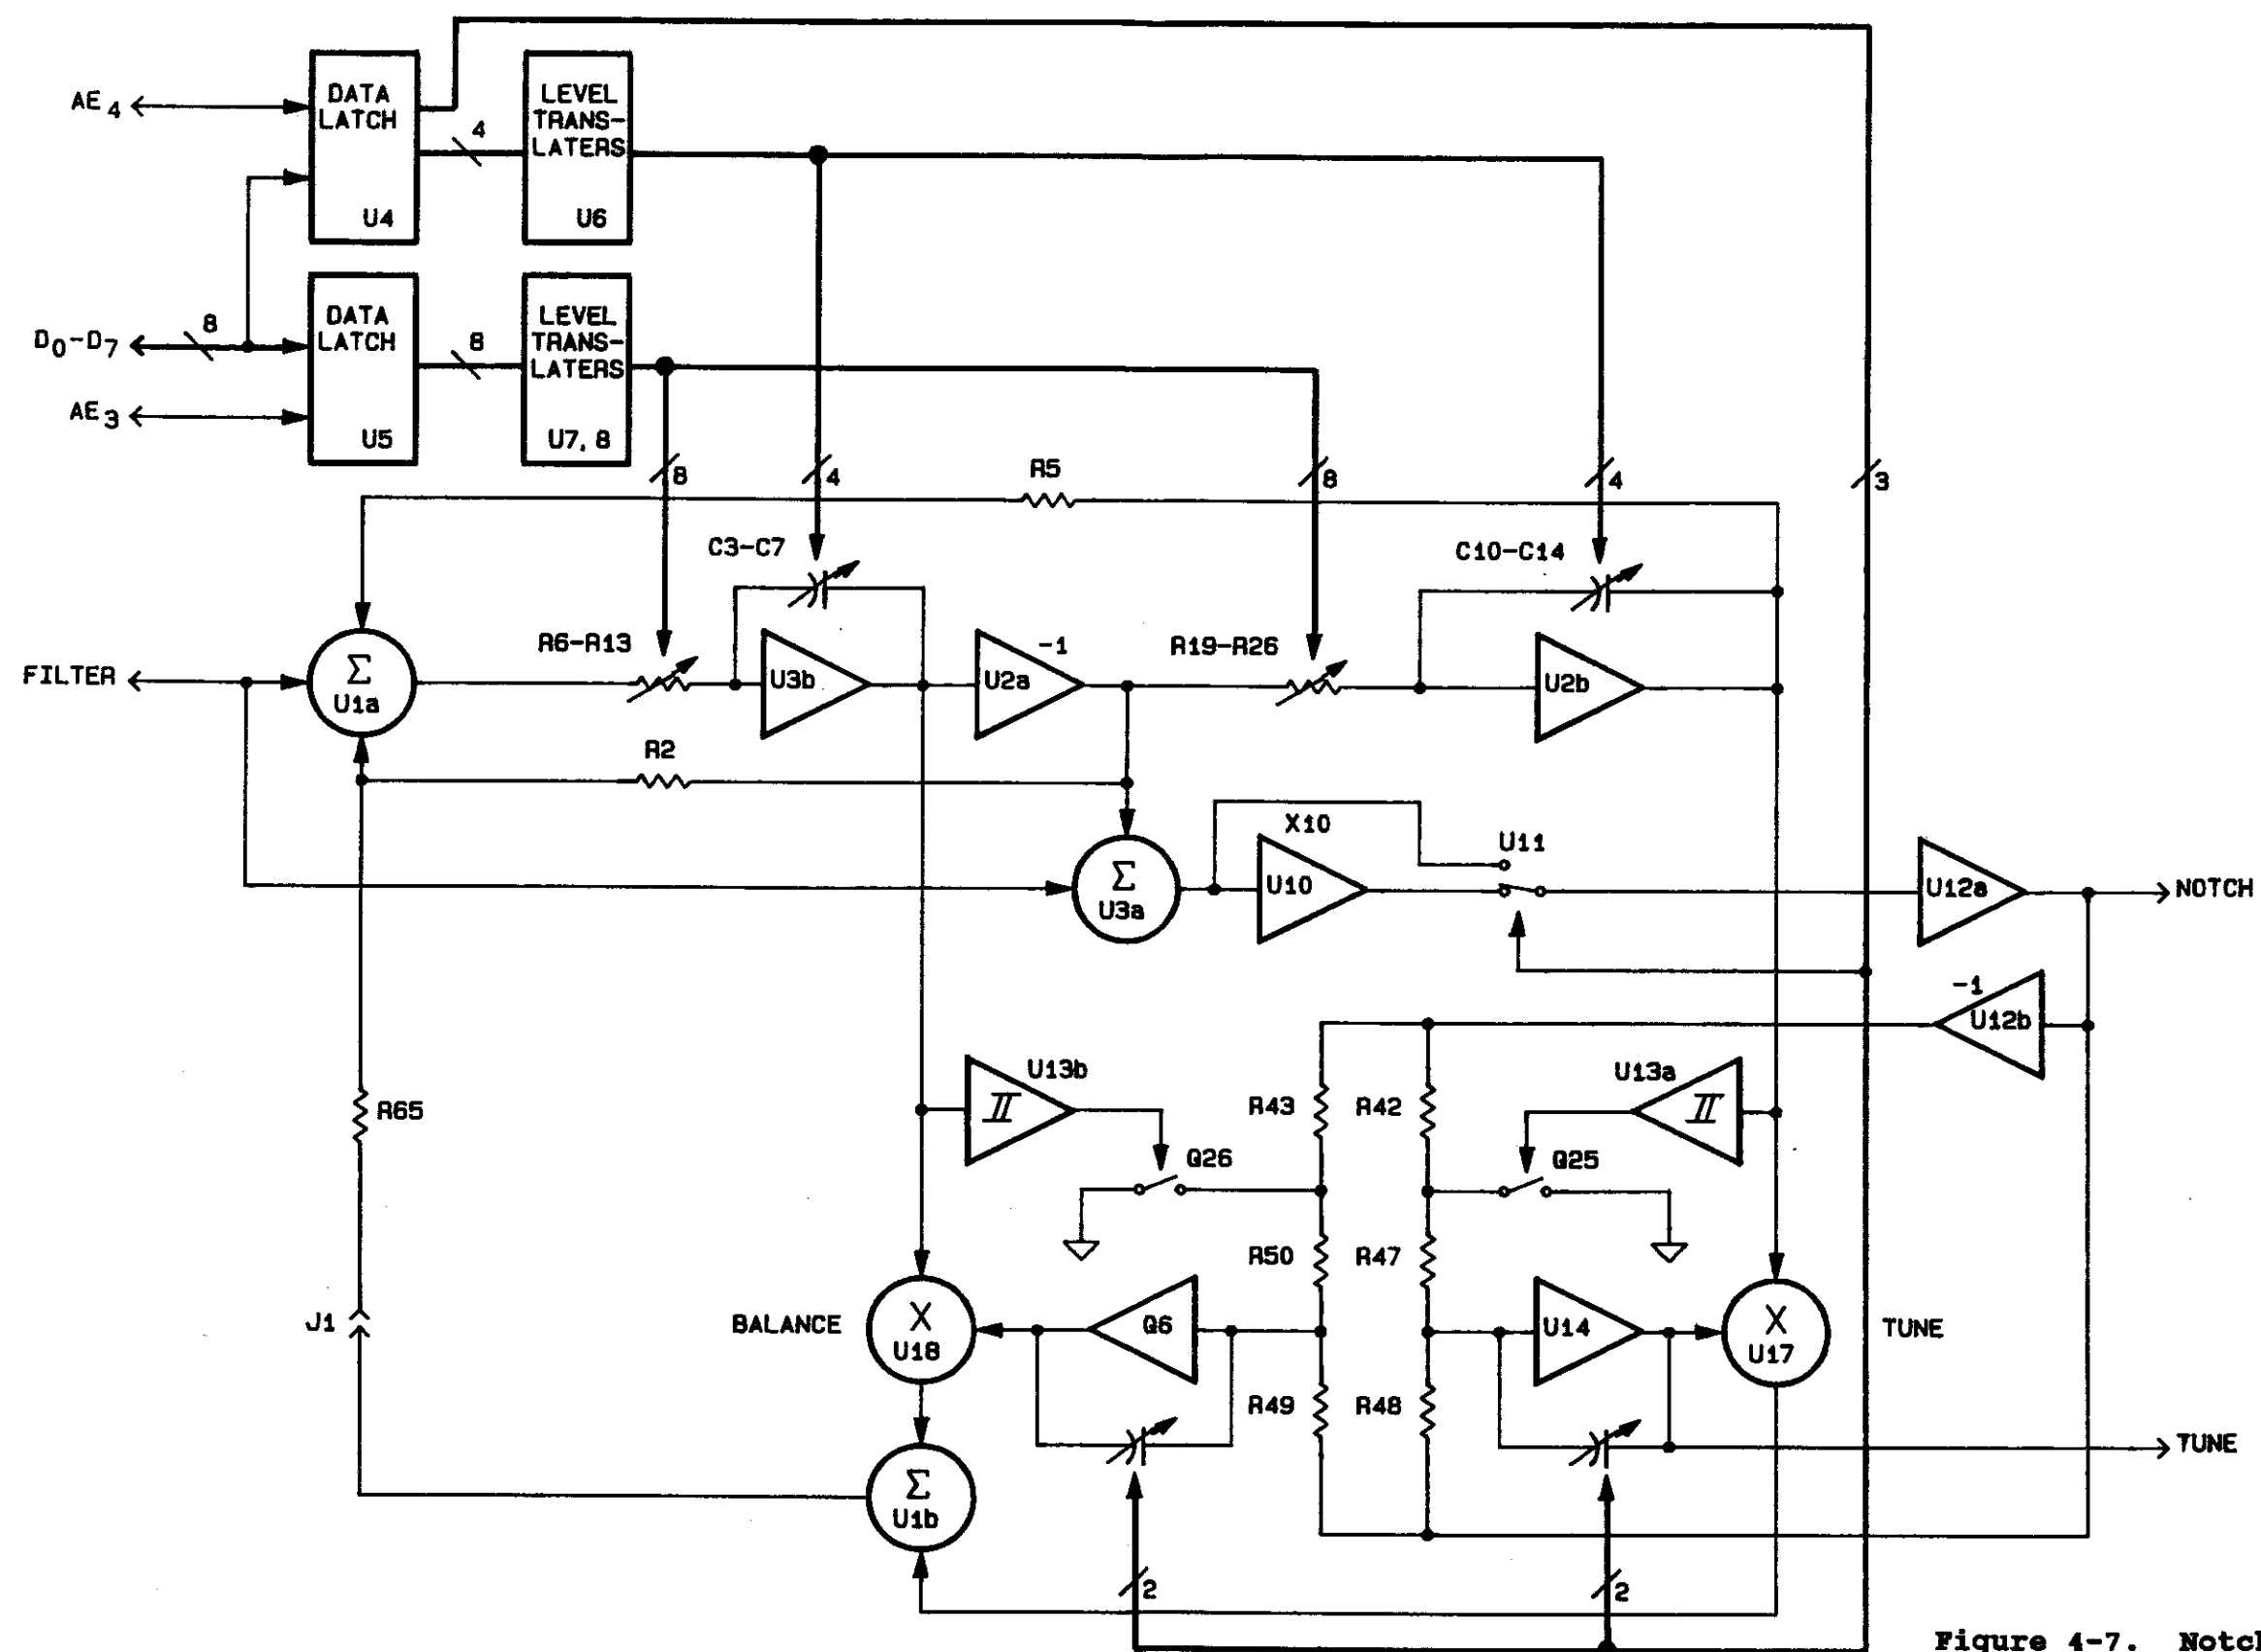 AE4
DATA
LATCH
U4
4
LEVEL
TRANS-
LATERS
U6
D0-D7
8
AE3
DATA
LATCH
U5
8
LEVEL
TRANS-
LATERS
U7, 8
8
4
R5
8
4
3
C3-C7
C10-C14
FILTER
Σ
U1a
R6-R13
U3b
U2a
-1
R19-R26
U2b
R2
Σ
U3a
X10
U10
U11
U12a
NOTCH
-1
U12b
R65
U13b
II
Q26
R43
R42
U13a
II
Q25
R50
R47
J1
BALANCE
X
U18
Q6
U14
X
U17
TUNE
R49
R48
Σ
U1b
TUNE
2
2
Figure 4-7. Notch